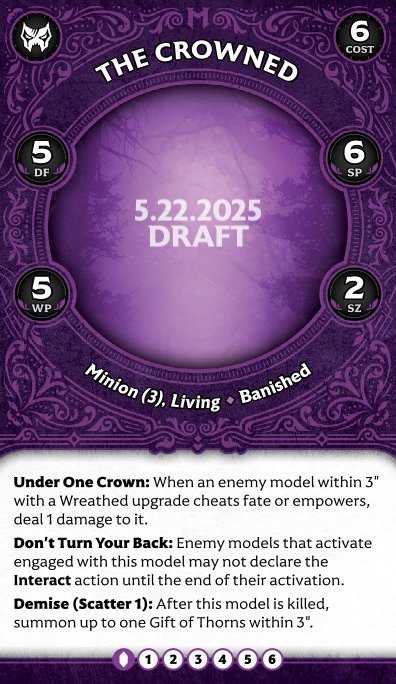 M
THE CROWNED
6
COST
5
DF
6
SP
5.22.2025
DRAFT
5
WP
2
SZ
Minion (3), Living ◆ Banished
Under One Crown: When an enemy model within 3"
with a Wreathed upgrade cheats fate or empowers,
deal 1 damage to it.
Don't Turn Your Back: Enemy models that activate
engaged with this model may not declare the
Interact action until the end of their activation.
Demise (Scatter 1): After this model is killed,
summon up to one Gift of Thorns within 3".
1 2 3 4 5 6